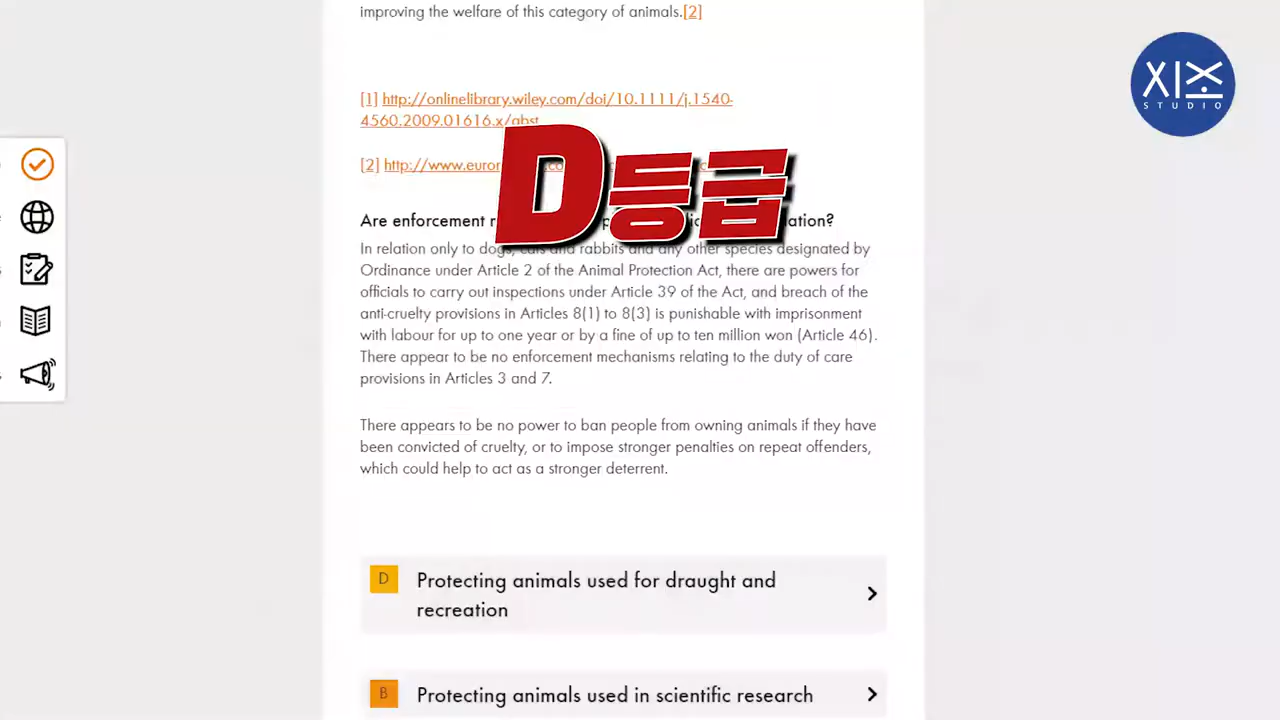 improving the welfare of this category of animals.[2]
[1] http://onlinelibrary.wiley.com/doi/10.1111/j.1540-
4560.2009.01616.x/abst
[2] http://www.euror
D등급
Are enforcement ation?
In relation only to dogs, cats and rabbits and any other species designated by
Ordinance under Article 2 of the Animal Protection Act, there are powers for
officials to carry out inspections under Article 39 of the Act, and breach of the
anti-cruelty provisions in Articles 8(1) to 8(3) is punishable with imprisonment
with labour for up to one year or by a fine of up to ten million won (Article 46).
There appear to be no enforcement mechanisms relating to the duty of care
provisions in Articles 3 and 7.
There appears to be no power to ban people from owning animals if they have
been convicted of cruelty, or to impose stronger penalties on repeat offenders,
which could help to act as a stronger deterrent.
D Protecting animals used for draught and
recreation
B Protecting animals used in scientific research
STUDIO